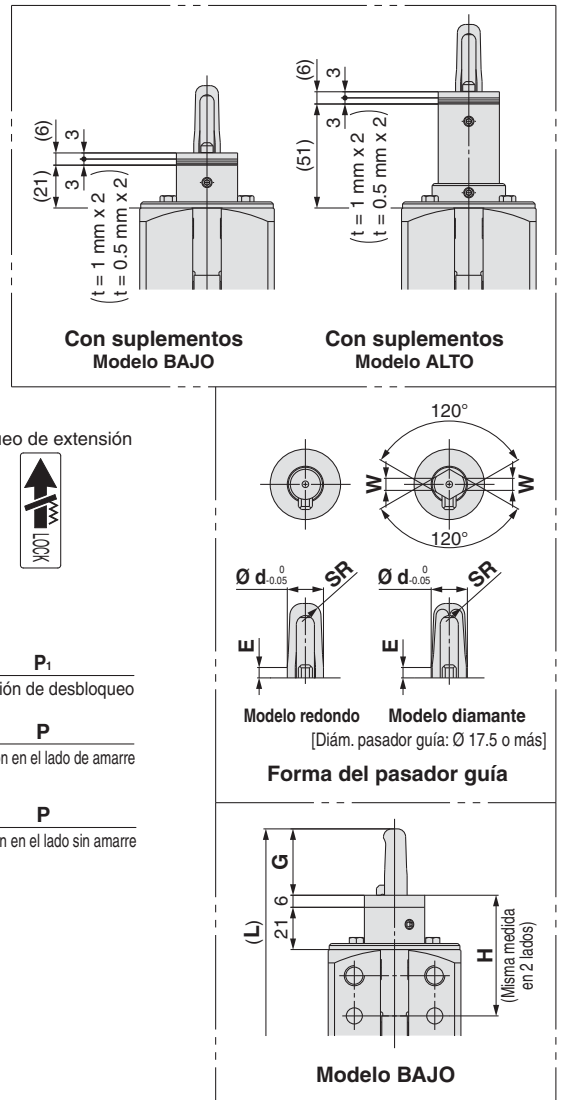 (6)
3
3
(21)
(t = 1 mm x 2
t = 0.5 mm x 2)
(6)
3
3
(51)
(t = 1 mm x 2
t = 0.5 mm x 2)
Con suplementos
Modelo BAJO
Con suplementos
Modelo ALTO
ueo de extensión
LOCK
P1
ión de desbloqueo
P
n en el lado de amarre
P
n en el lado sin amarre
120°
W
W
120°
Ø d 0 -0.05
SR
E
Ø d 0 -0.05
SR
E
Modelo redondo
Modelo diamante
[Diám. pasador guía: Ø 17.5 o más]
Forma del pasador guía
(L)
G
6
21
H
(Misma medida
en 2 lados)
Modelo BAJO